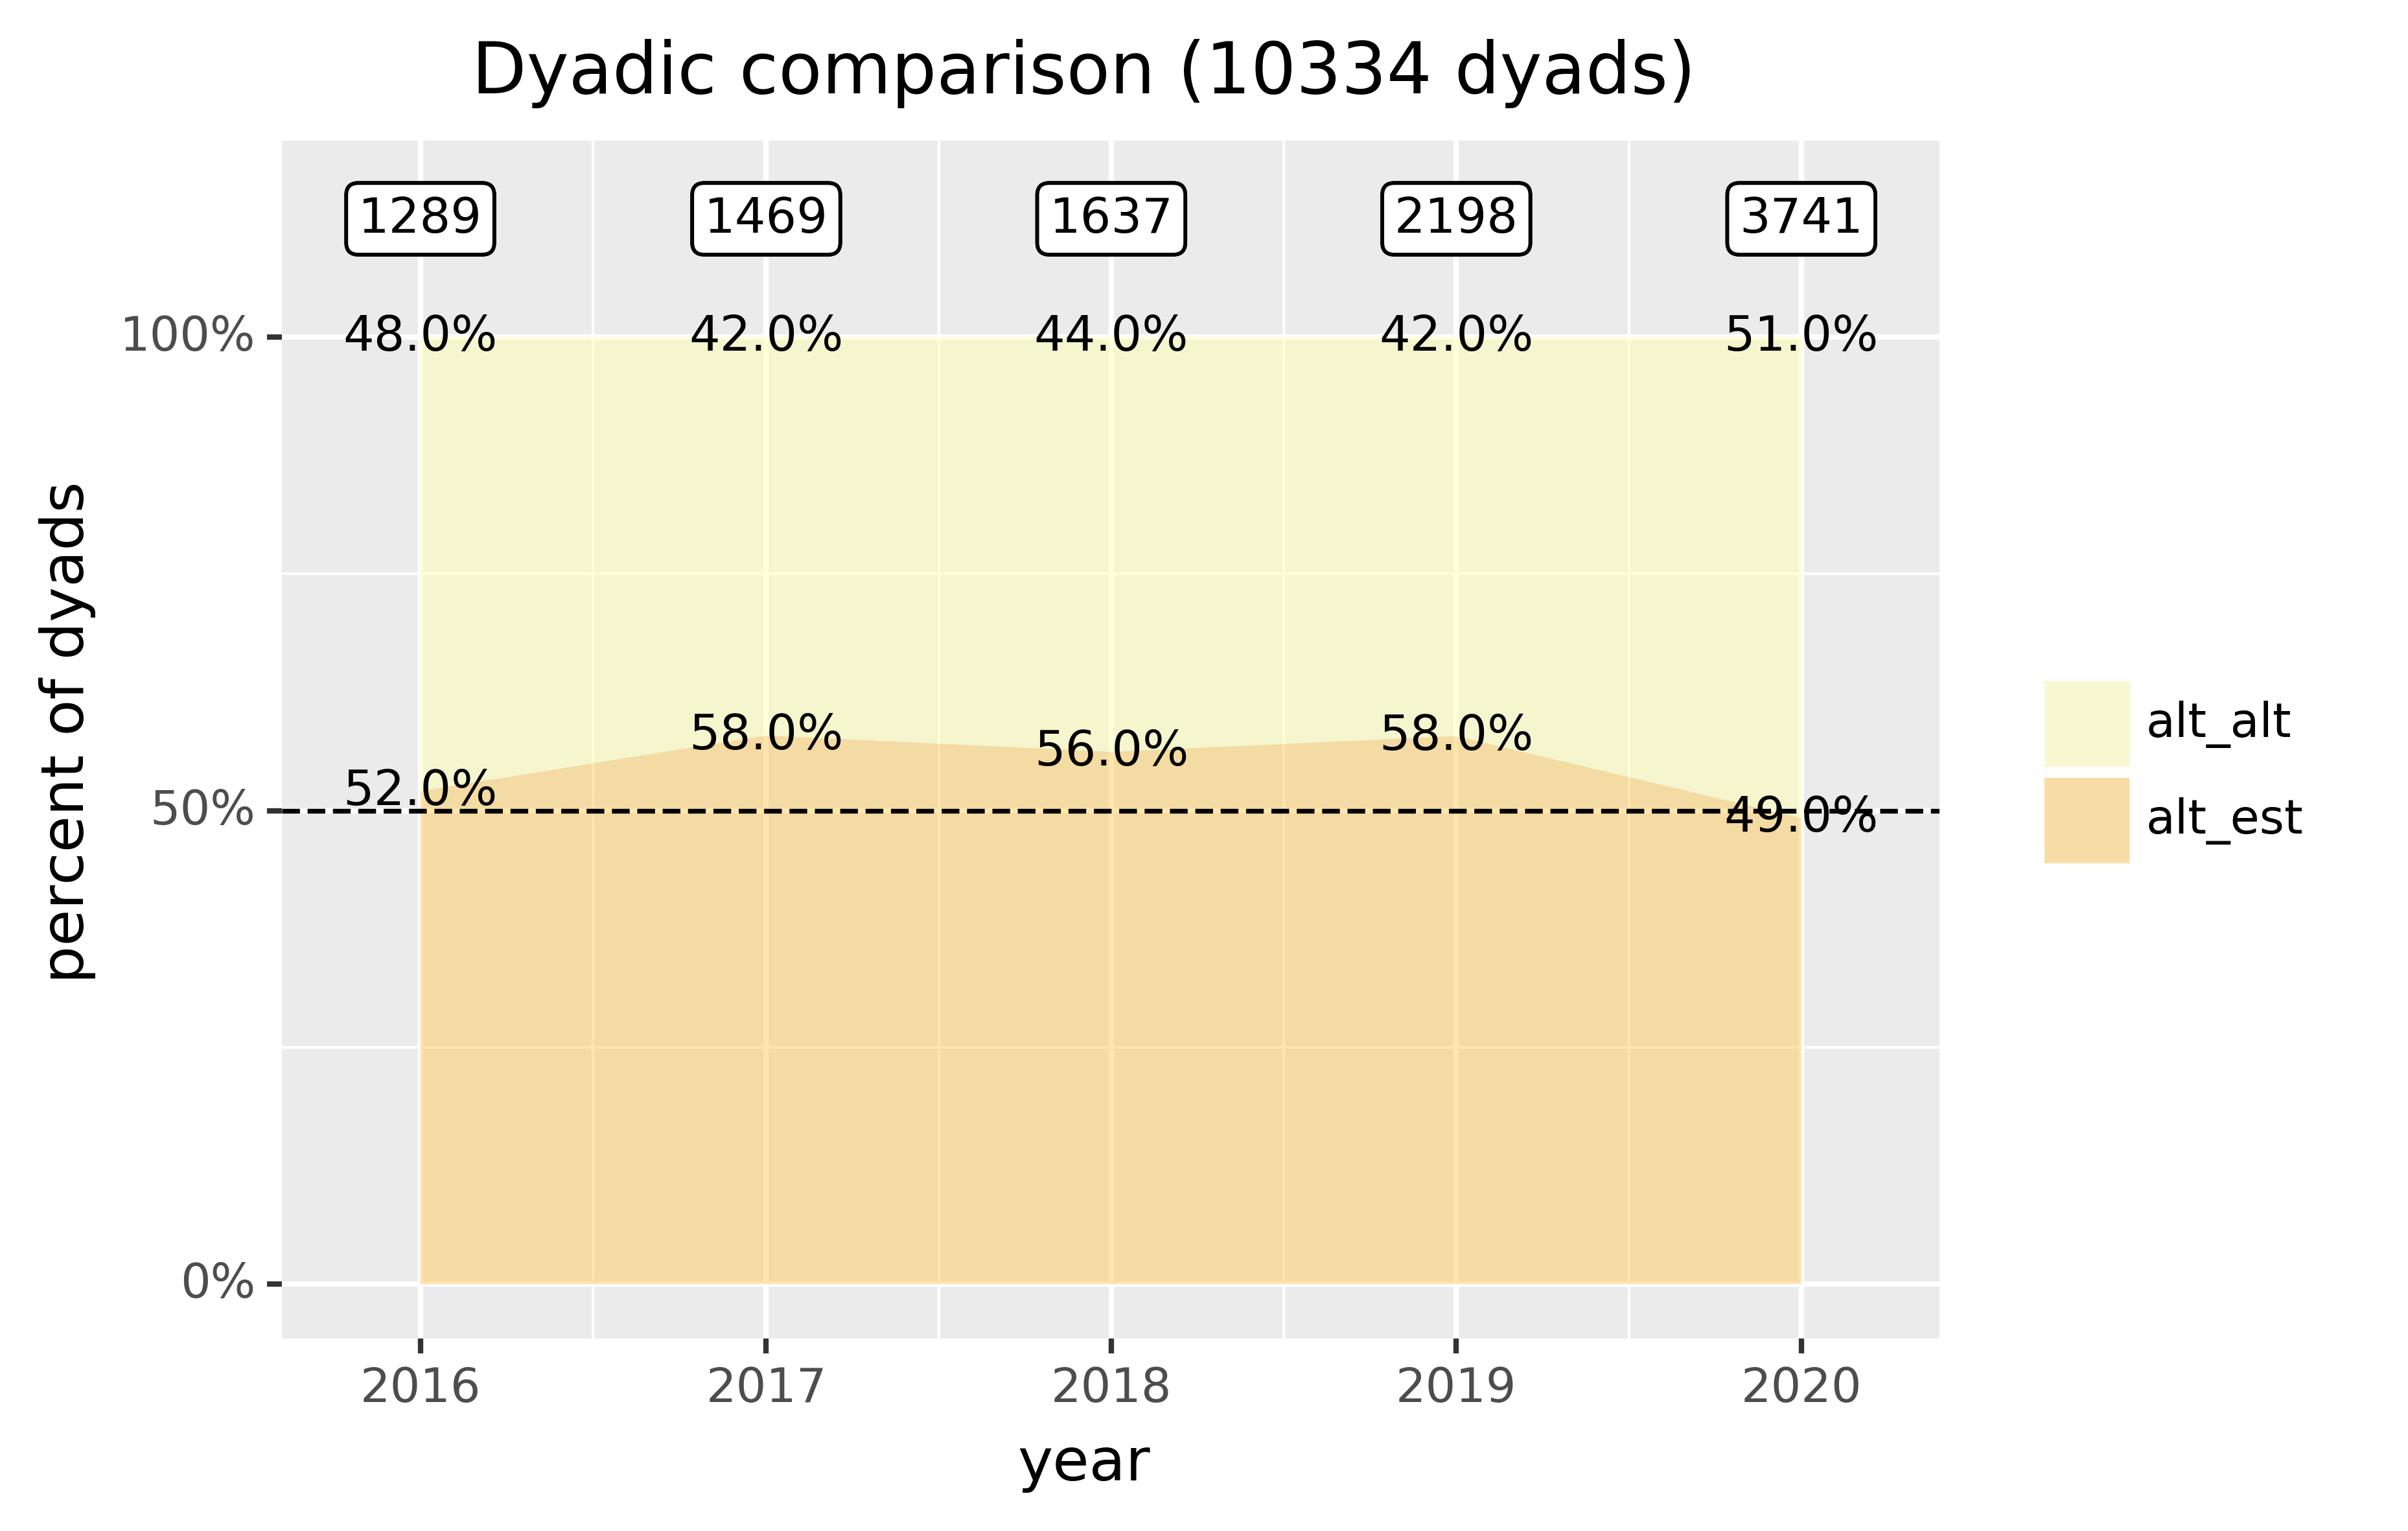 Dyadic comparison (10334 dyads)
1289 1469 1637 2198 3741
100% 48.0% 42.0% 44.0% 42.0% 51.0%
58.0% 56.0% 58.0%
52.0%
50% 49.0%
0%
2016 2017 2018 2019 2020
year
percent of dyads
alt_alt
alt_est